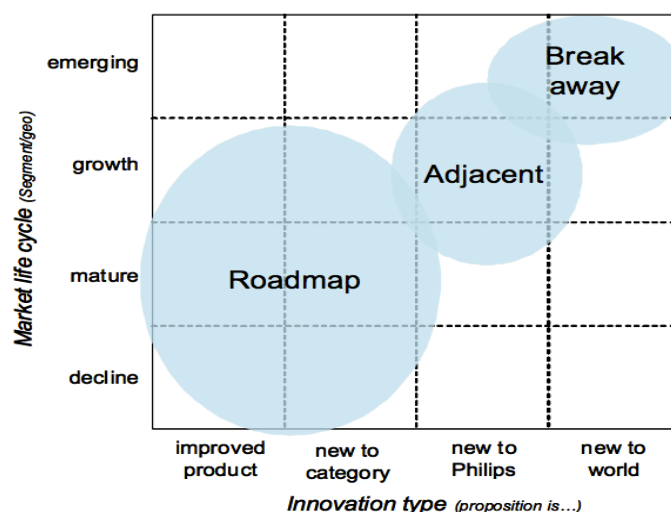 emerging
growth
mature
decline
Market life cycle (Segment/geo)
Break
away
Adjacent
Roadmap
improved
product
new to
category
new to
Philips
new to
world
Innovation type (proposition is...)